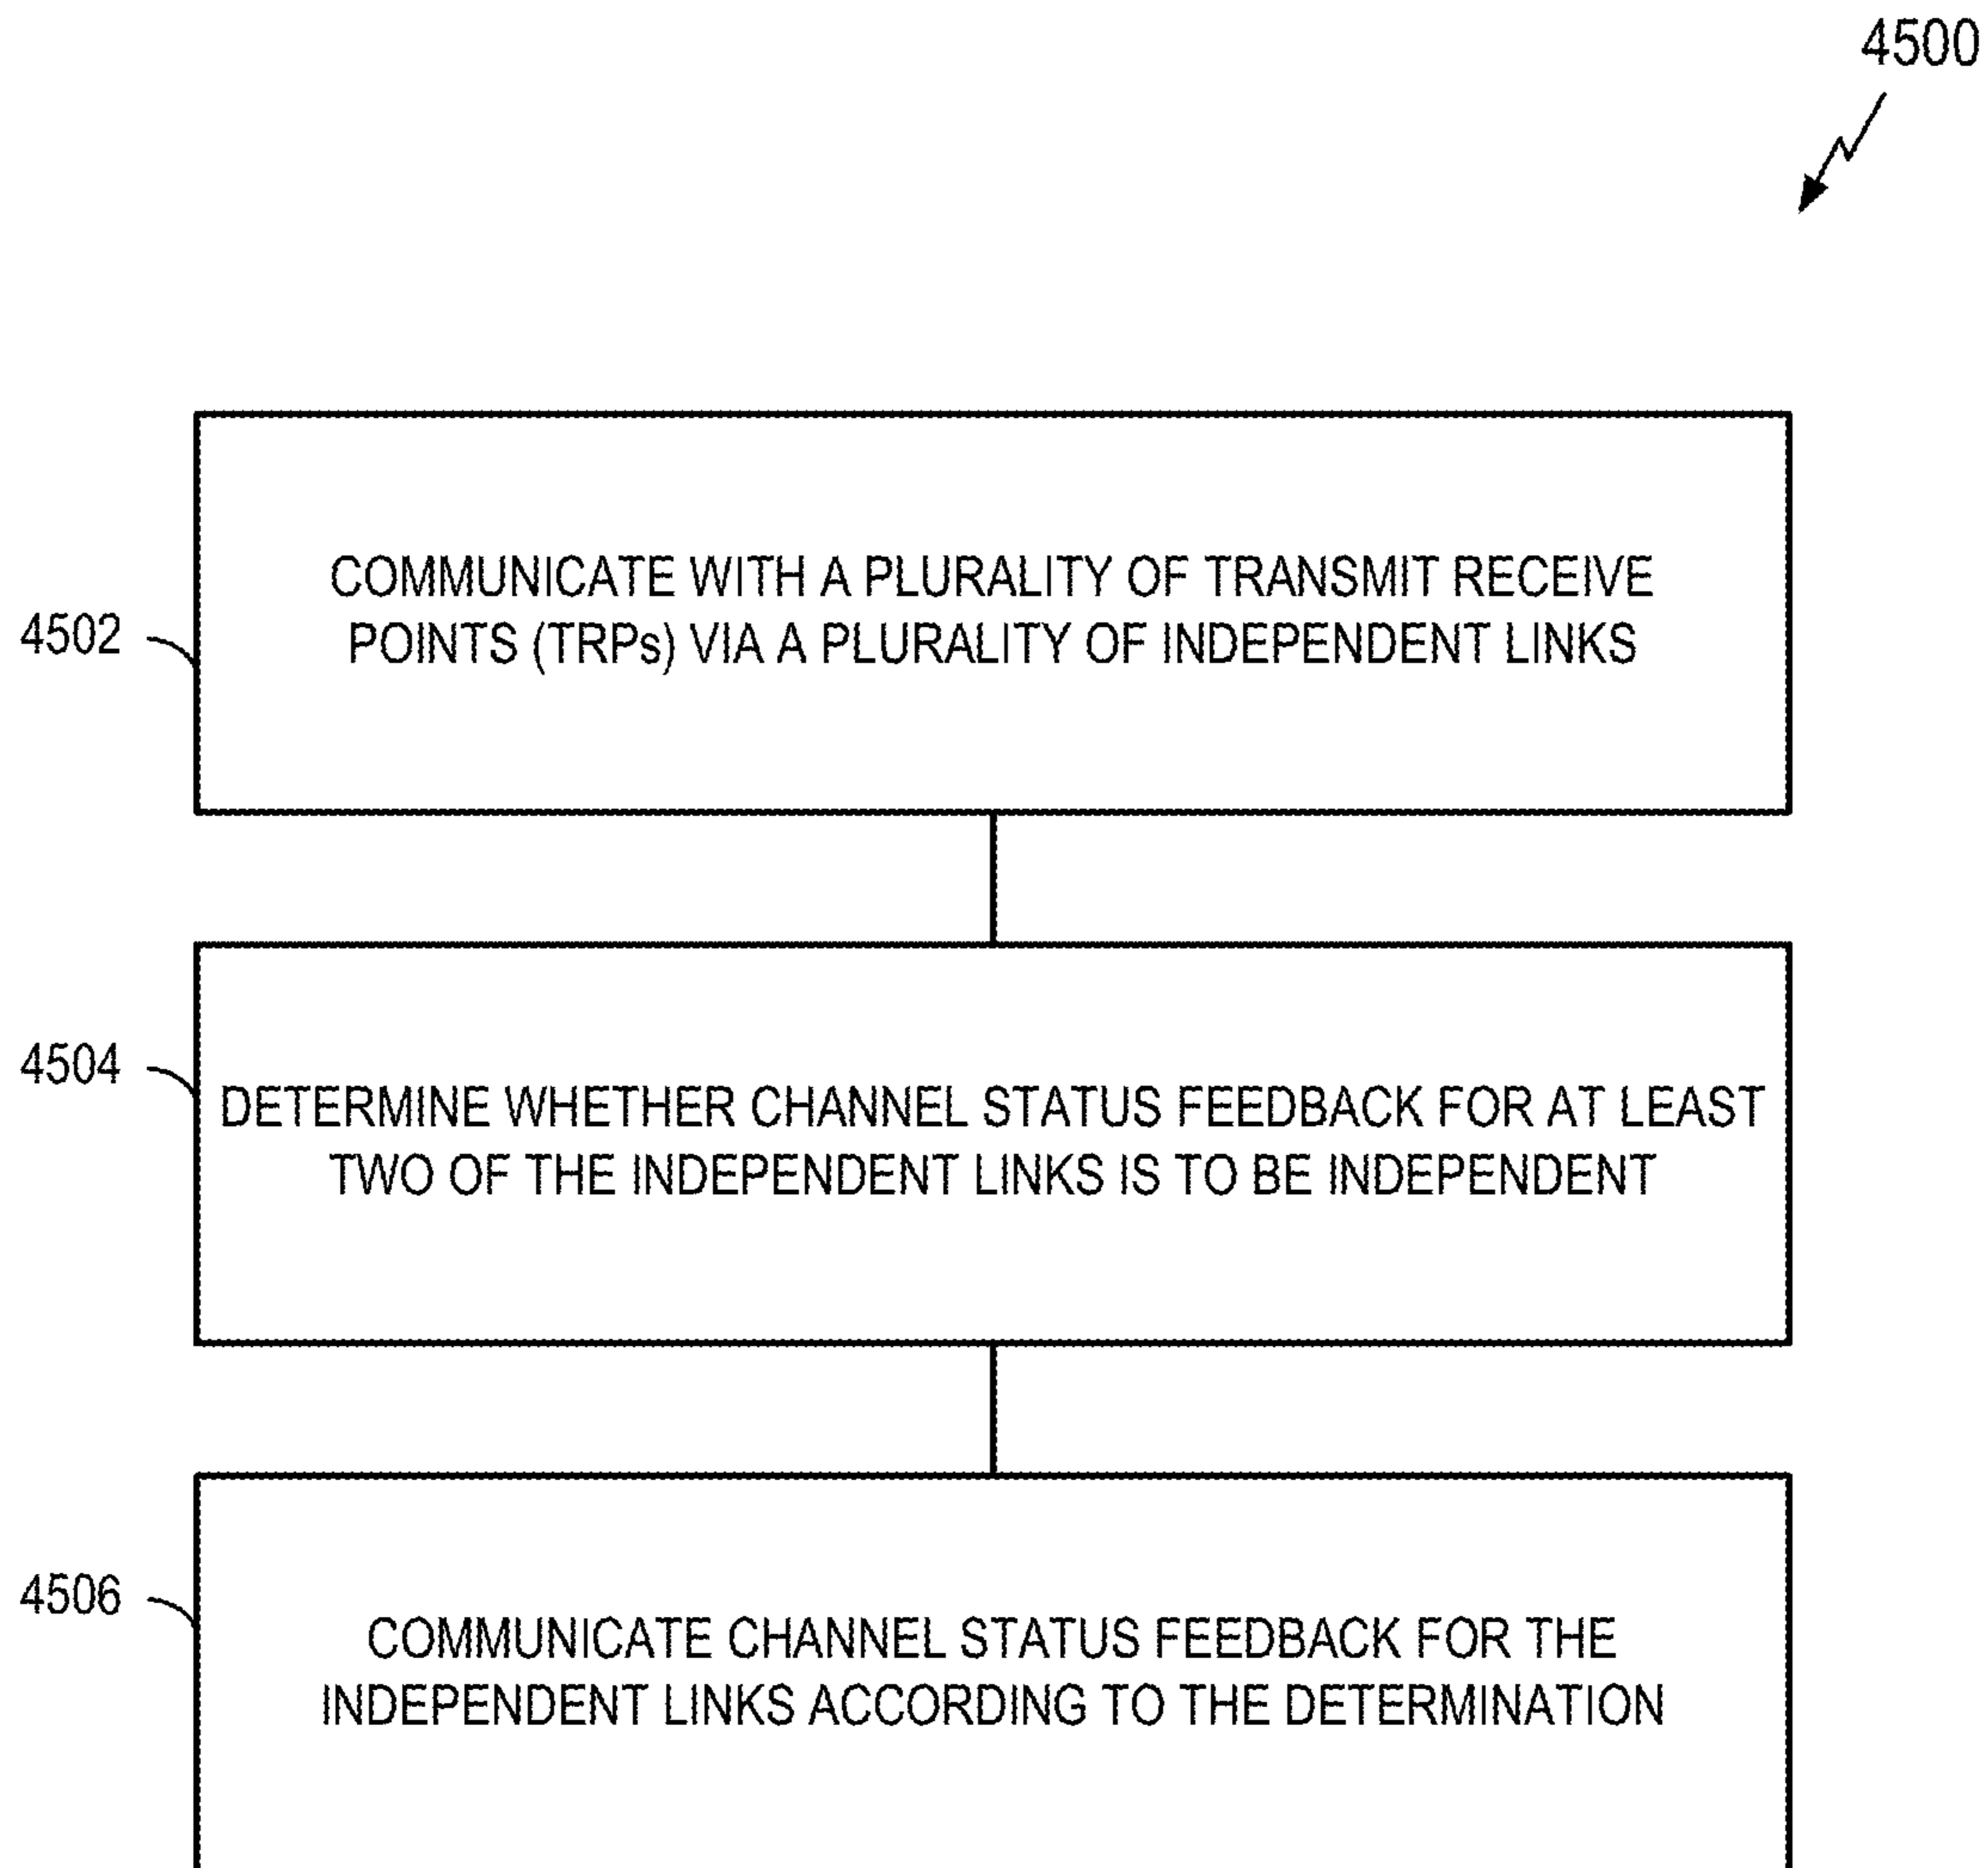 4500
4502
COMMUNICATE WITH A PLURALITY OF TRANSMIT RECEIVE
POINTS (TRPs) VIA A PLURALITY OF INDEPENDENT LINKS
4504
DETERMINE WHETHER CHANNEL STATUS FEEDBACK FOR AT LEAST
TWO OF THE INDEPENDENT LINKS IS TO BE INDEPENDENT
4506
COMMUNICATE CHANNEL STATUS FEEDBACK FOR THE
INDEPENDENT LINKS ACCORDING TO THE DETERMINATION